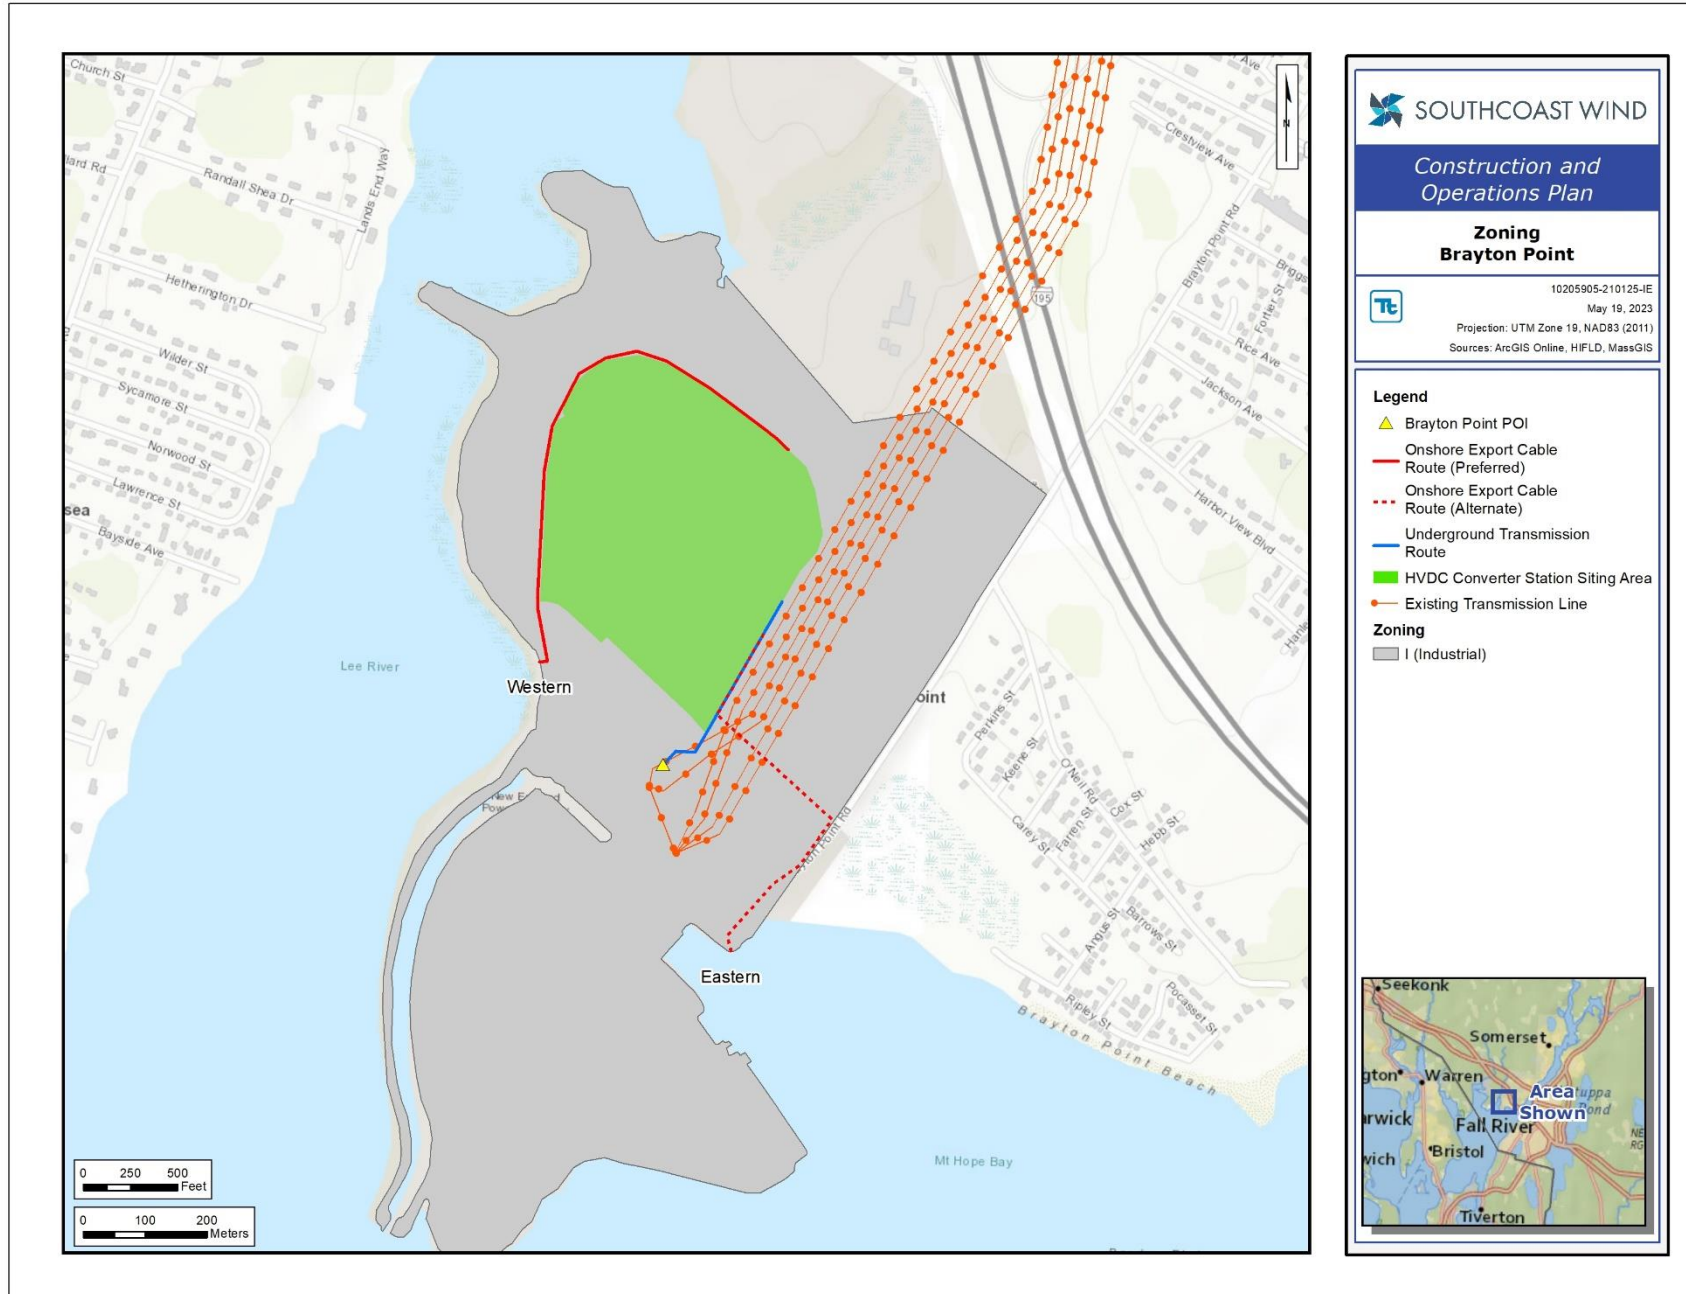 Church St
Randall Shea Dr
Lands End Way
Hetherington Dr
Wilder St
Sycamore St
Norwood St
Lawrence St
Bayside Ave
Lee River
Western
Eastern
N
195
Crestview Ave
Brayton Point Rd
Rice Ave
Jackson Ave
Harbor View Blvd
Perkins St
Keene St
O'Neil Rd
Cox St
Carey St
Farren St
Hebb St
Angus St
Barrows St
Ripley St
Pocasset St
Brayton Point Beach
Mt Hope Bay
0 250 500
Feet
0 100 200
Meters
SOUTHCOAST WIND
Construction and
Operations Plan
Zoning
Brayton Point
Tt
10205905-210125-IE
May 19, 2023
Projection: UTM Zone 19, NAD83 (2011)
Sources: ArcGIS Online, HIFLD, MassGIS
Legend
Brayton Point POI
Onshore Export Cable
Route (Preferred)
Onshore Export Cable
Route (Alternate)
Underground Transmission
Route
HVDC Converter Station Siting Area
Existing Transmission Line
Zoning
I (Industrial)
Seekonk
Somerset
Warren
Area
Shown
Fall River
Bristol
Tiverton